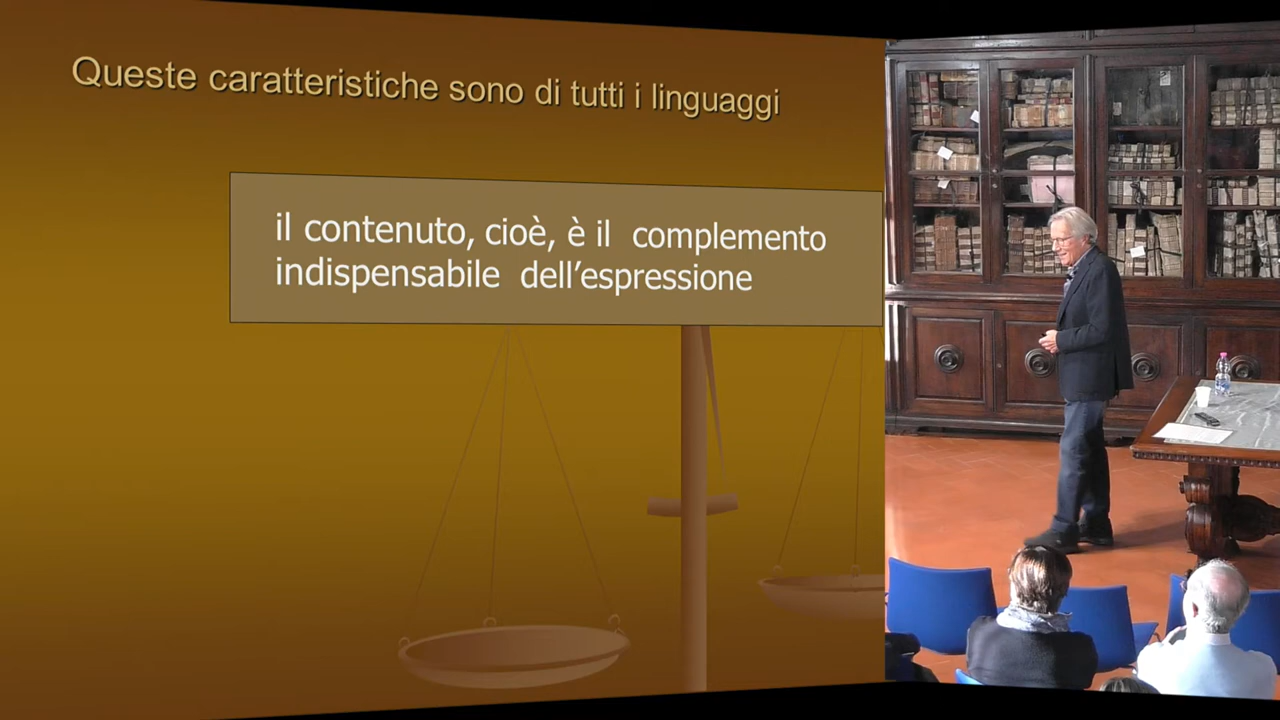 Queste caratteristiche sono di tutti i linguaggi
il contenuto, cioè, è il complemento
indispensabile dell'espressione